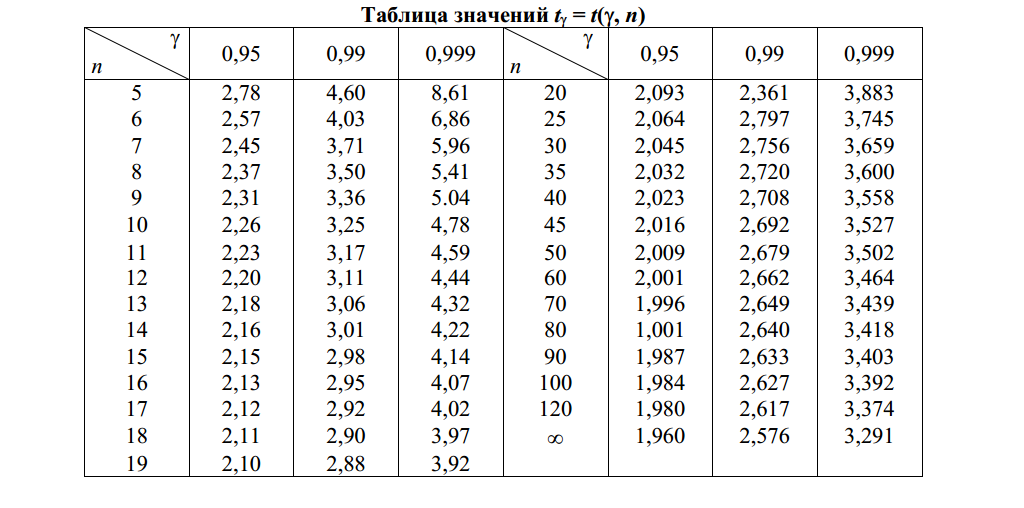 Таблица значений tγ = t(γ, n)
γ n 0,95 0,99 0,999 γ n 0,95 0,99 0,999
5 2,78 4,60 8,61 20 2,093 2,361 3,883
6 2,57 4,03 6,86 25 2,064 2,797 3,745
7 2,45 3,71 5,96 30 2,045 2,756 3,659
8 2,37 3,50 5,41 35 2,032 2,720 3,600
9 2,31 3,36 5.04 40 2,023 2,708 3,558
10 2,26 3,25 4,78 45 2,016 2,692 3,527
11 2,23 3,17 4,59 50 2,009 2,679 3,502
12 2,20 3,11 4,44 60 2,001 2,662 3,464
13 2,18 3,06 4,32 70 1,996 2,649 3,439
14 2,16 3,01 4,22 80 1,001 2,640 3,418
15 2,15 2,98 4,14 90 1,987 2,633 3,403
16 2,13 2,95 4,07 100 1,984 2,627 3,392
17 2,12 2,92 4,02 120 1,980 2,617 3,374
18 2,11 2,90 3,97 ∞ 1,960 2,576 3,291
19 2,10 2,88 3,92